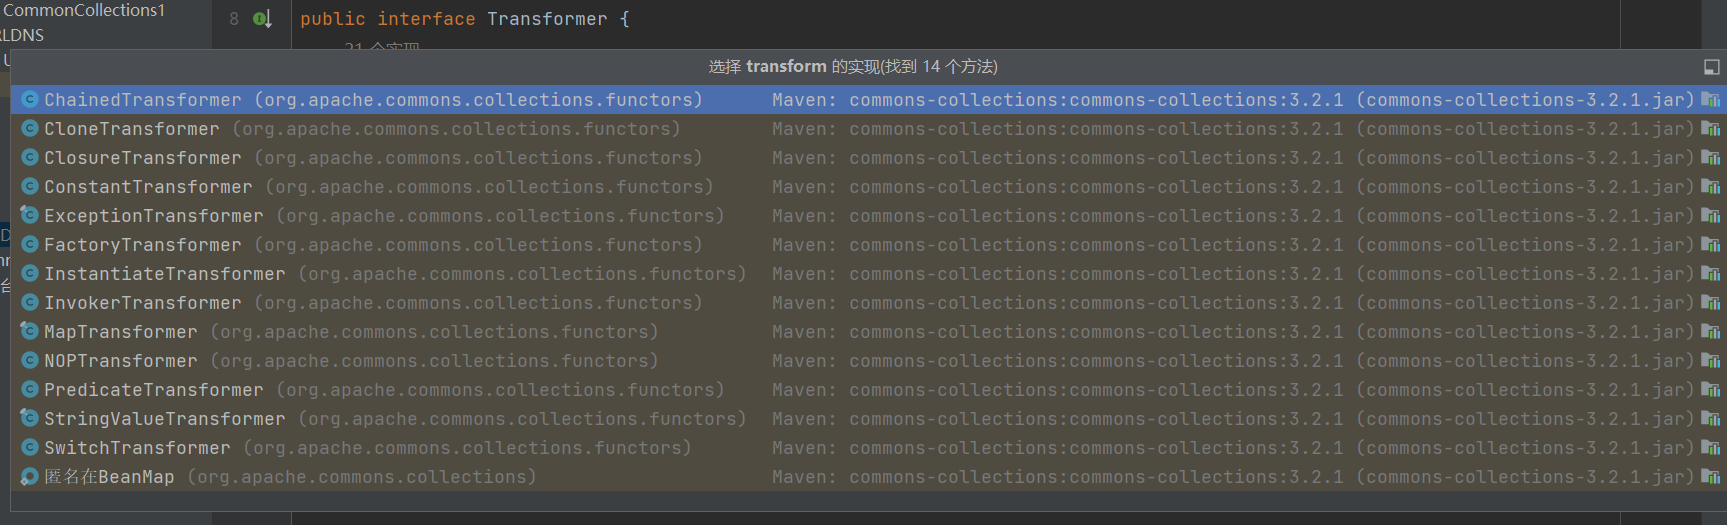 CommonCollections1
8 public interface Transformer {
RLDNS
21 个实现
U
选择 transform 的实现(找到 14 个方法)
ChainedTransformer (org.apache.commons.collections.functors) Maven: commons-collections:commons-collections:3.2.1 (commons-collections-3.2.1.jar)
CloneTransformer (org.apache.commons.collections.functors) Maven: commons-collections:commons-collections:3.2.1 (commons-collections-3.2.1.jar)
ClosureTransformer (org.apache.commons.collections.functors) Maven: commons-collections:commons-collections:3.2.1 (commons-collections-3.2.1.jar)
ConstantTransformer (org.apache.commons.collections.functors) Maven: commons-collections:commons-collections:3.2.1 (commons-collections-3.2.1.jar)
ExceptionTransformer (org.apache.commons.collections.functors) Maven: commons-collections:commons-collections:3.2.1 (commons-collections-3.2.1.jar)
FactoryTransformer (org.apache.commons.collections.functors) Maven: commons-collections:commons-collections:3.2.1 (commons-collections-3.2.1.jar)
InstantiateTransformer (org.apache.commons.collections.functors) Maven: commons-collections:commons-collections:3.2.1 (commons-collections-3.2.1.jar)
InvokerTransformer (org.apache.commons.collections.functors) Maven: commons-collections:commons-collections:3.2.1 (commons-collections-3.2.1.jar)
MapTransformer (org.apache.commons.collections.functors) Maven: commons-collections:commons-collections:3.2.1 (commons-collections-3.2.1.jar)
NOPTransformer (org.apache.commons.collections.functors) Maven: commons-collections:commons-collections:3.2.1 (commons-collections-3.2.1.jar)
PredicateTransformer (org.apache.commons.collections.functors) Maven: commons-collections:commons-collections:3.2.1 (commons-collections-3.2.1.jar)
StringValueTransformer (org.apache.commons.collections.functors) Maven: commons-collections:commons-collections:3.2.1 (commons-collections-3.2.1.jar)
SwitchTransformer (org.apache.commons.collections.functors) Maven: commons-collections:commons-collections:3.2.1 (commons-collections-3.2.1.jar)
匿名在BeanMap (org.apache.commons.collections) Maven: commons-collections:commons-collections:3.2.1 (commons-collections-3.2.1.jar)